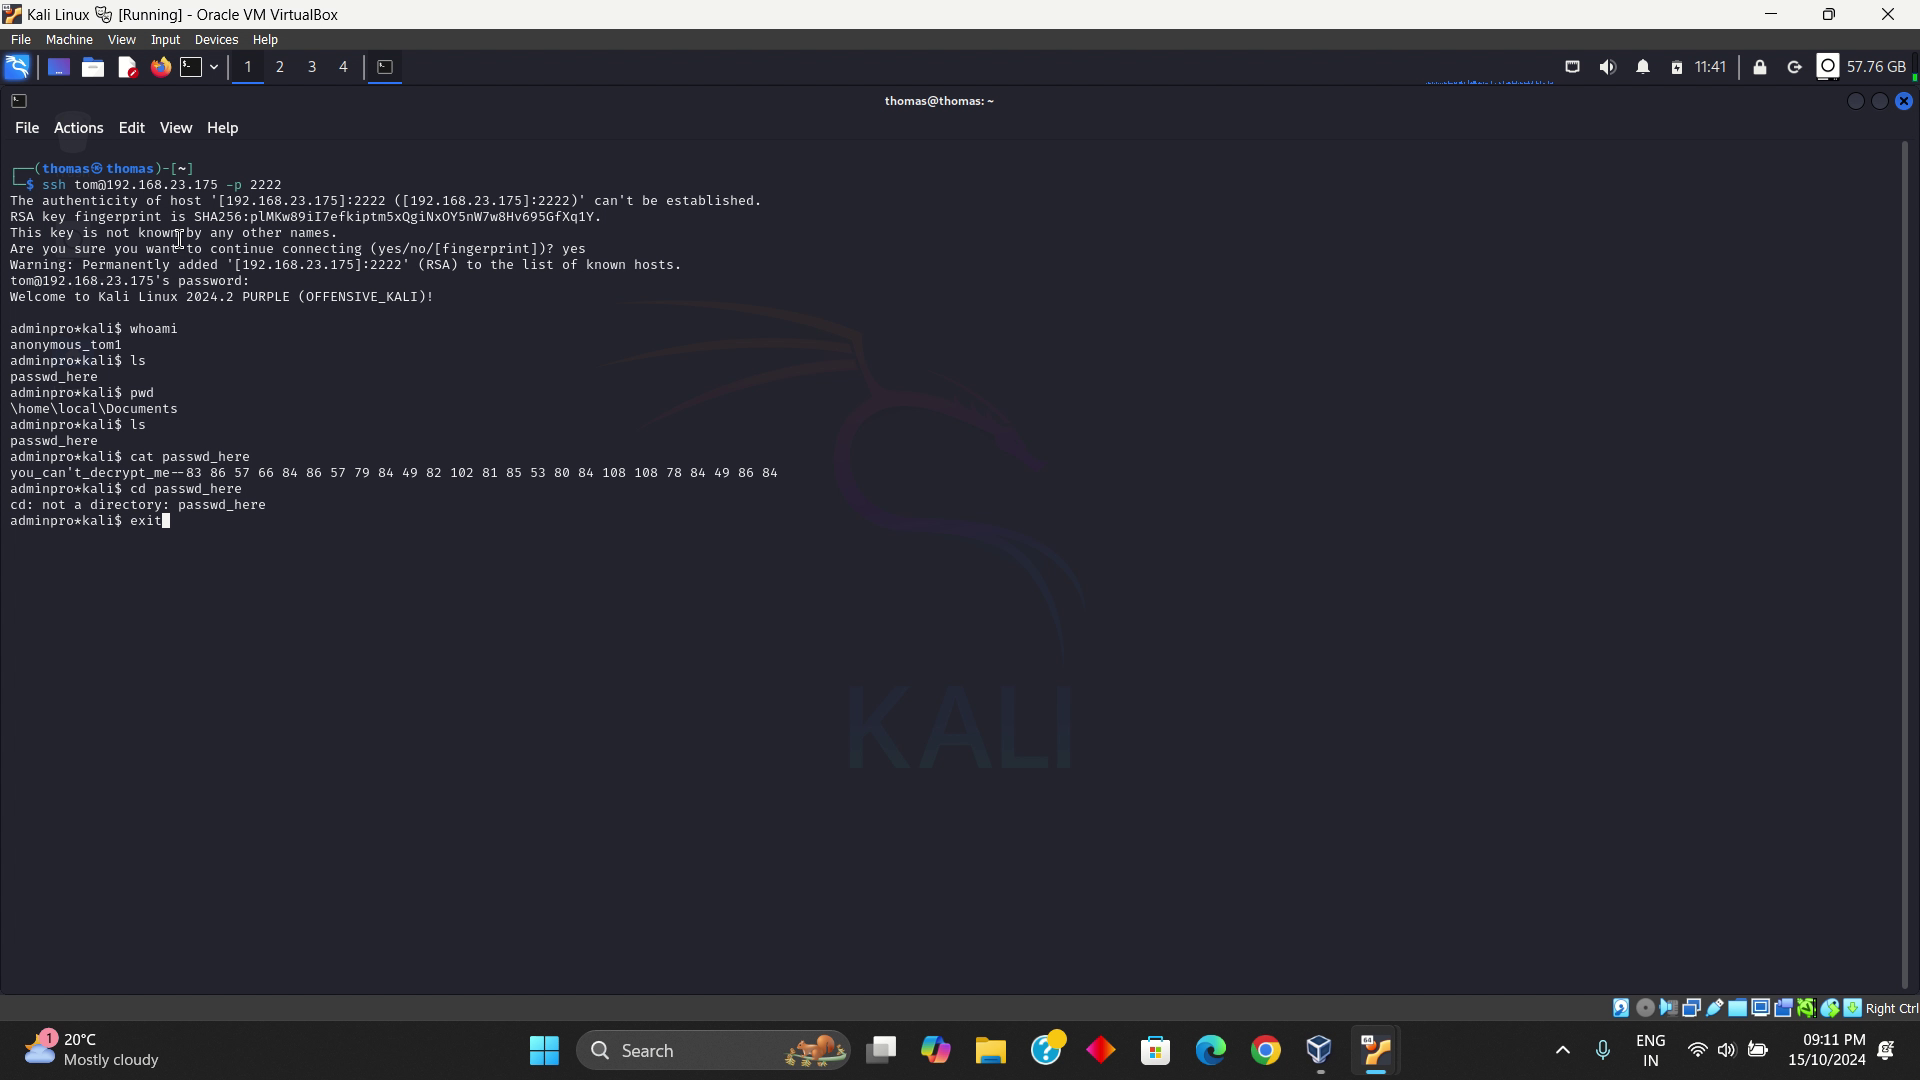 Kali Linux [Running] - Oracle VM VirtualBox
File Machine View Input Devices Help
1 2 3 4 11:41 57.76 GB
thomas@thomas: ~
File Actions Edit View Help
┌──(thomas㉿thomas)-[~]
└─$ ssh tom@192.168.23.175 -p 2222
The authenticity of host '[192.168.23.175]:2222 ([192.168.23.175]:2222)' can't be established.
RSA key fingerprint is SHA256:plMKw89iI7efkiptm5xQgiNxOY5nW7w8Hv695GfXq1Y.
This key is not known by any other names.
Are you sure you want to continue connecting (yes/no/[fingerprint])? yes
Warning: Permanently added '[192.168.23.175]:2222' (RSA) to the list of known hosts.
tom@192.168.23.175's password:
Welcome to Kali Linux 2024.2 PURPLE (OFFENSIVE_KALI)!
adminpro*kali$ whoami
anonymous_tom1
adminpro*kali$ ls
passwd_here
adminpro*kali$ pwd
\home\local\Documents
adminpro*kali$ ls
passwd_here
adminpro*kali$ cat passwd_here
you_can't_decrypt_me--83 86 57 66 84 86 57 79 84 49 82 102 81 85 53 80 84 108 108 78 84 49 86 84
adminpro*kali$ cd passwd_here
cd: not a directory: passwd_here
adminpro*kali$ exit
KALI
Right Ctrl
1
20°C
Mostly cloudy
Search
64
ENG
IN
09:11 PM
15/10/2024